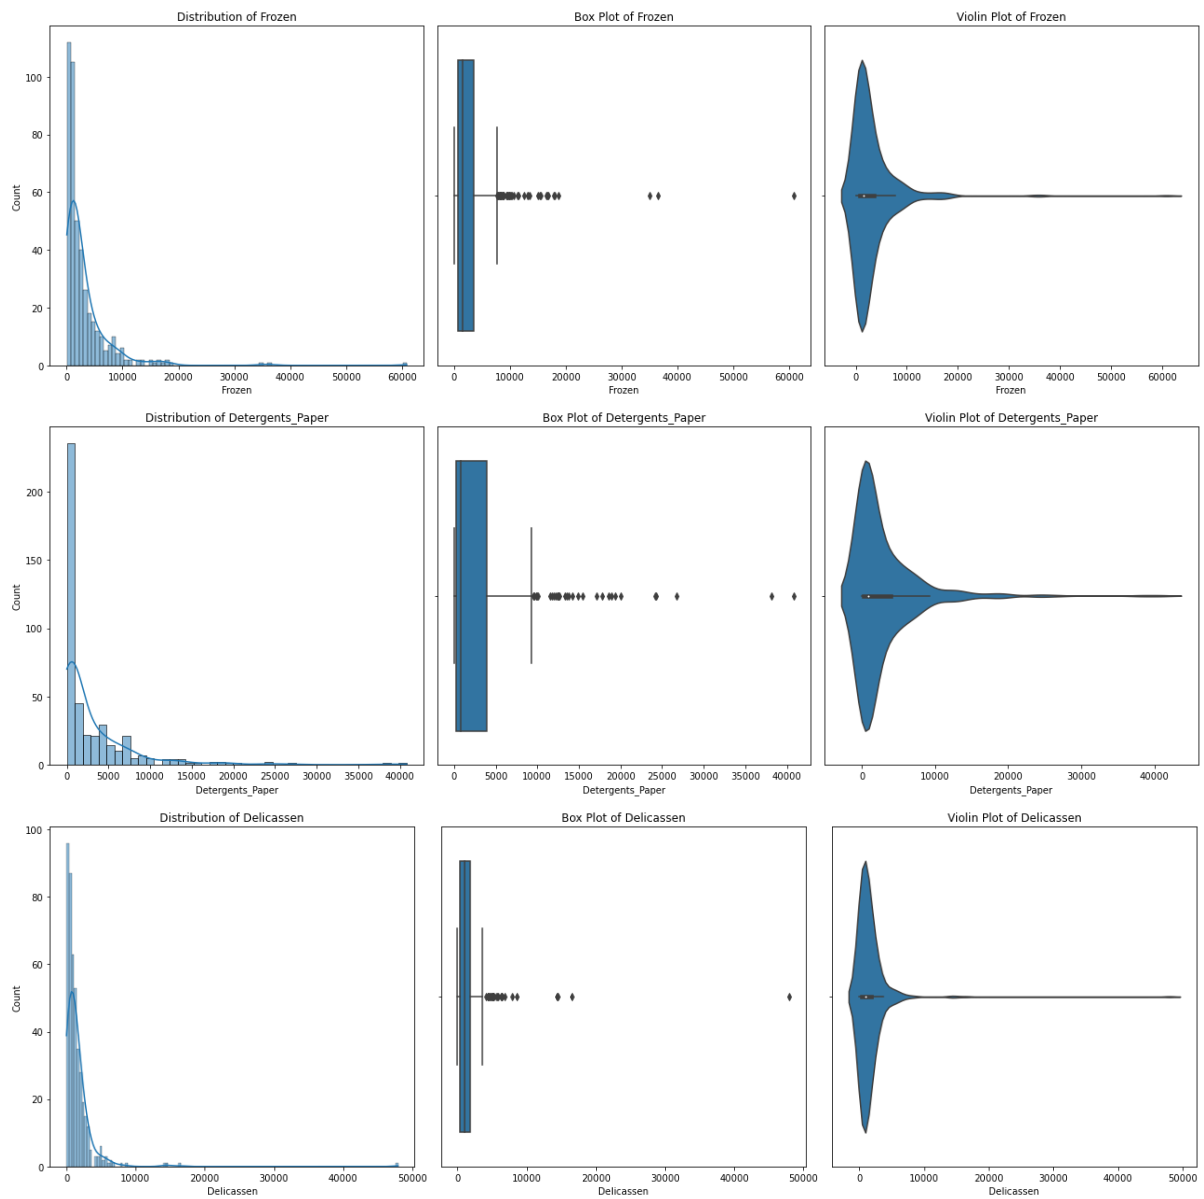 Distribution of Frozen
Box Plot of Frozen
Violin Plot of Frozen
Count
100
80
60
40
20
0
0 10000 20000 30000 40000 50000 60000
Frozen
0 10000 20000 30000 40000 50000 60000
Frozen
0 10000 20000 30000 40000 50000 60000
Frozen
Distribution of Detergents_Paper
Box Plot of Detergents_Paper
Violin Plot of Detergents_Paper
Count
200
150
100
50
0
0 5000 10000 15000 20000 25000 30000 35000 40000
Detergents_Paper
0 5000 10000 15000 20000 25000 30000 35000 40000
Detergents_Paper
0 10000 20000 30000 40000
Detergents_Paper
Distribution of Delicassen
Box Plot of Delicassen
Violin Plot of Delicassen
Count
100
80
60
40
20
0
0 10000 20000 30000 40000 50000
Delicassen
0 10000 20000 30000 40000 50000
Delicassen
0 10000 20000 30000 40000 50000
Delicassen